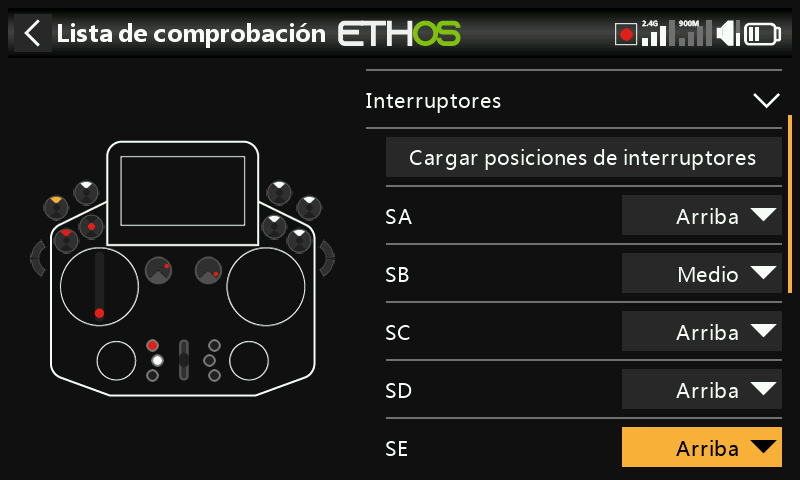 Lista de comprobación ETHOS 2.4G 900M
Interruptores
Cargar posiciones de interruptores
SA Arriba
SB Medio
SC Arriba
SD Arriba
SE Arriba